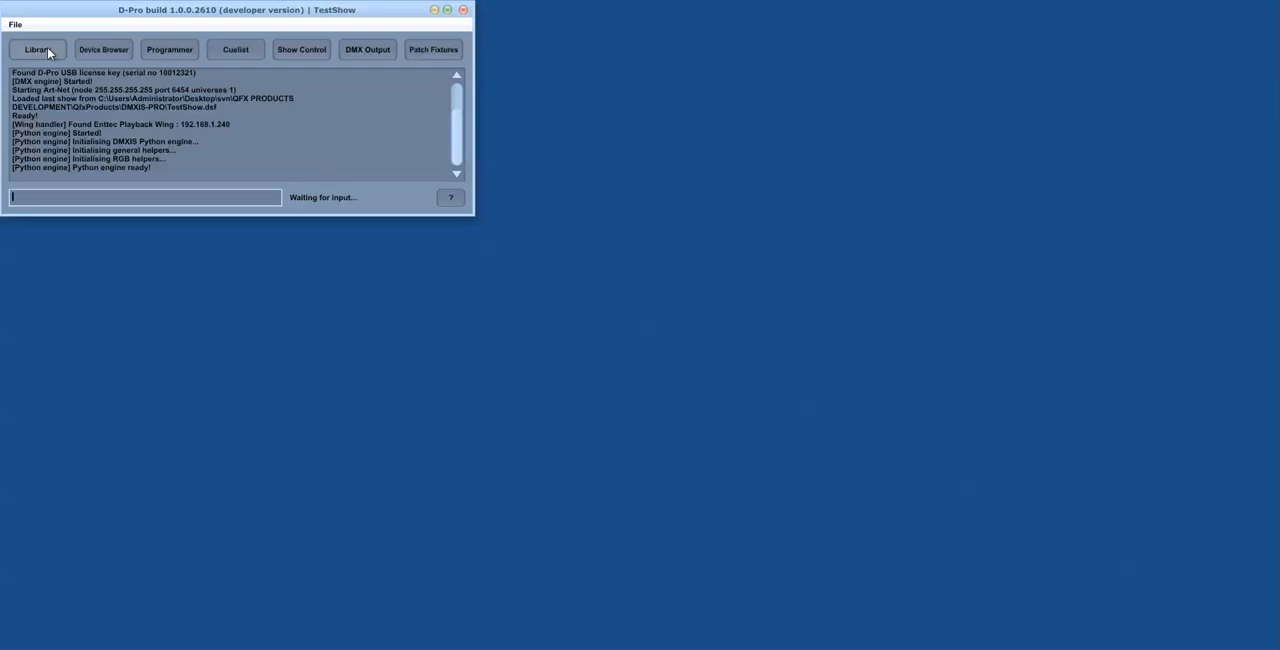 D-Pro build 1.0.0.2610 (developer version) | TestShow
File
Library Device Browser Programmer Cuelist Show Control DMX Output Patch Fixtures
Found D-Pro USB license key (serial no 10012321)
[DMX engine] Started!
Starting Art-Net (node 255.255.255.255 port 6454 universes 1)
Loaded last show from C:\Users\Administrator\Desktop\svn\QFX PRODUCTS
DEVELOPMENT\QfxProducts\DMXIS-PRO\TestShow.dsf
Ready!
[Wing handler] Found Enttec Playback Wing : 192.168.1.240
[Python engine] Started!
[Python engine] Initialising DMXIS Python engine...
[Python engine] Initialising general helpers...
[Python engine] Initialising RGB helpers...
[Python engine] Python engine ready!
Waiting for input... ?